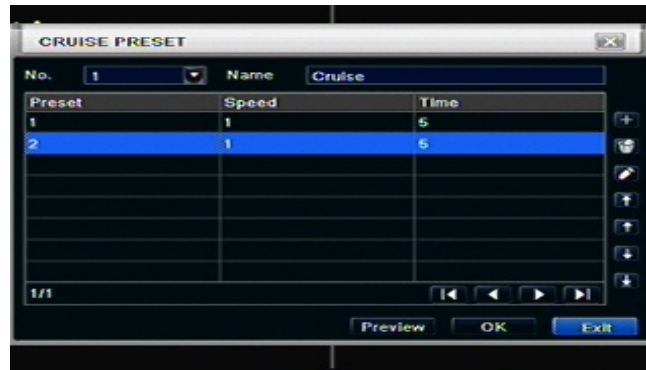 CRUISE PRESET
No. 1 Name Cruise
Preset Speed Time
1 1 5
2 1 5
1/1
Preview OK Exit